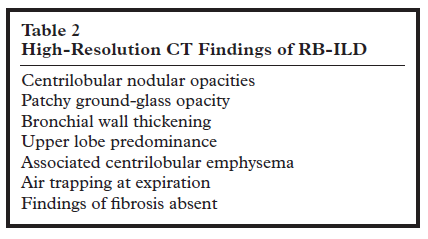 Table 2
High-Resolution CT Findings of RB-ILD
Centrilobular nodular opacities
Patchy ground-glass opacity
Bronchial wall thickening
Upper lobe predominance
Associated centrilobular emphysema
Air trapping at expiration
Findings of fibrosis absent